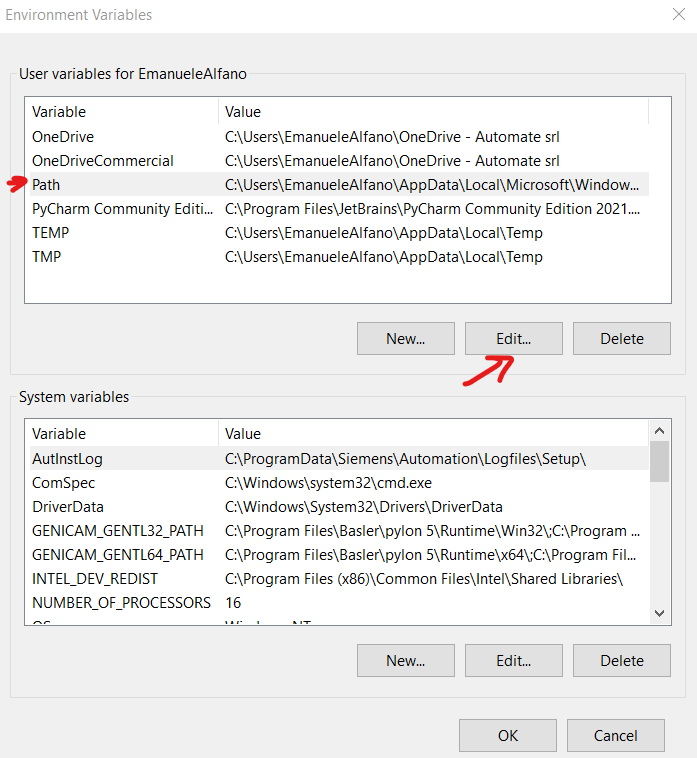 Environment Variables
User variables for EmanueleAlfano
Variable Value
OneDrive C:\Users\EmanueleAlfano\OneDrive - Automate srl
OneDriveCommercial C:\Users\EmanueleAlfano\OneDrive - Automate srl
Path C:\Users\EmanueleAlfano\AppData\Local\Microsoft\Window...
PyCharm Community Editi... C:\Program Files\JetBrains\PyCharm Community Edition 2021....
TEMP C:\Users\EmanueleAlfano\AppData\Local\Temp
TMP C:\Users\EmanueleAlfano\AppData\Local\Temp
New... Edit... Delete
System variables
Variable Value
AutInstLog C:\ProgramData\Siemens\Automation\Logfiles\Setup\
ComSpec C:\Windows\system32\cmd.exe
DriverData C:\Windows\System32\Drivers\DriverData
GENICAM_GENTL32_PATH C:\Program Files\Basler\pylon 5\Runtime\Win32\;C:\Program ...
GENICAM_GENTL64_PATH C:\Program Files\Basler\pylon 5\Runtime\x64\;C:\Program Fil...
INTEL_DEV_REDIST C:\Program Files (x86)\Common Files\Intel\Shared Libraries\
NUMBER_OF_PROCESSORS 16
OS Windows_NT
New... Edit... Delete
OK Cancel